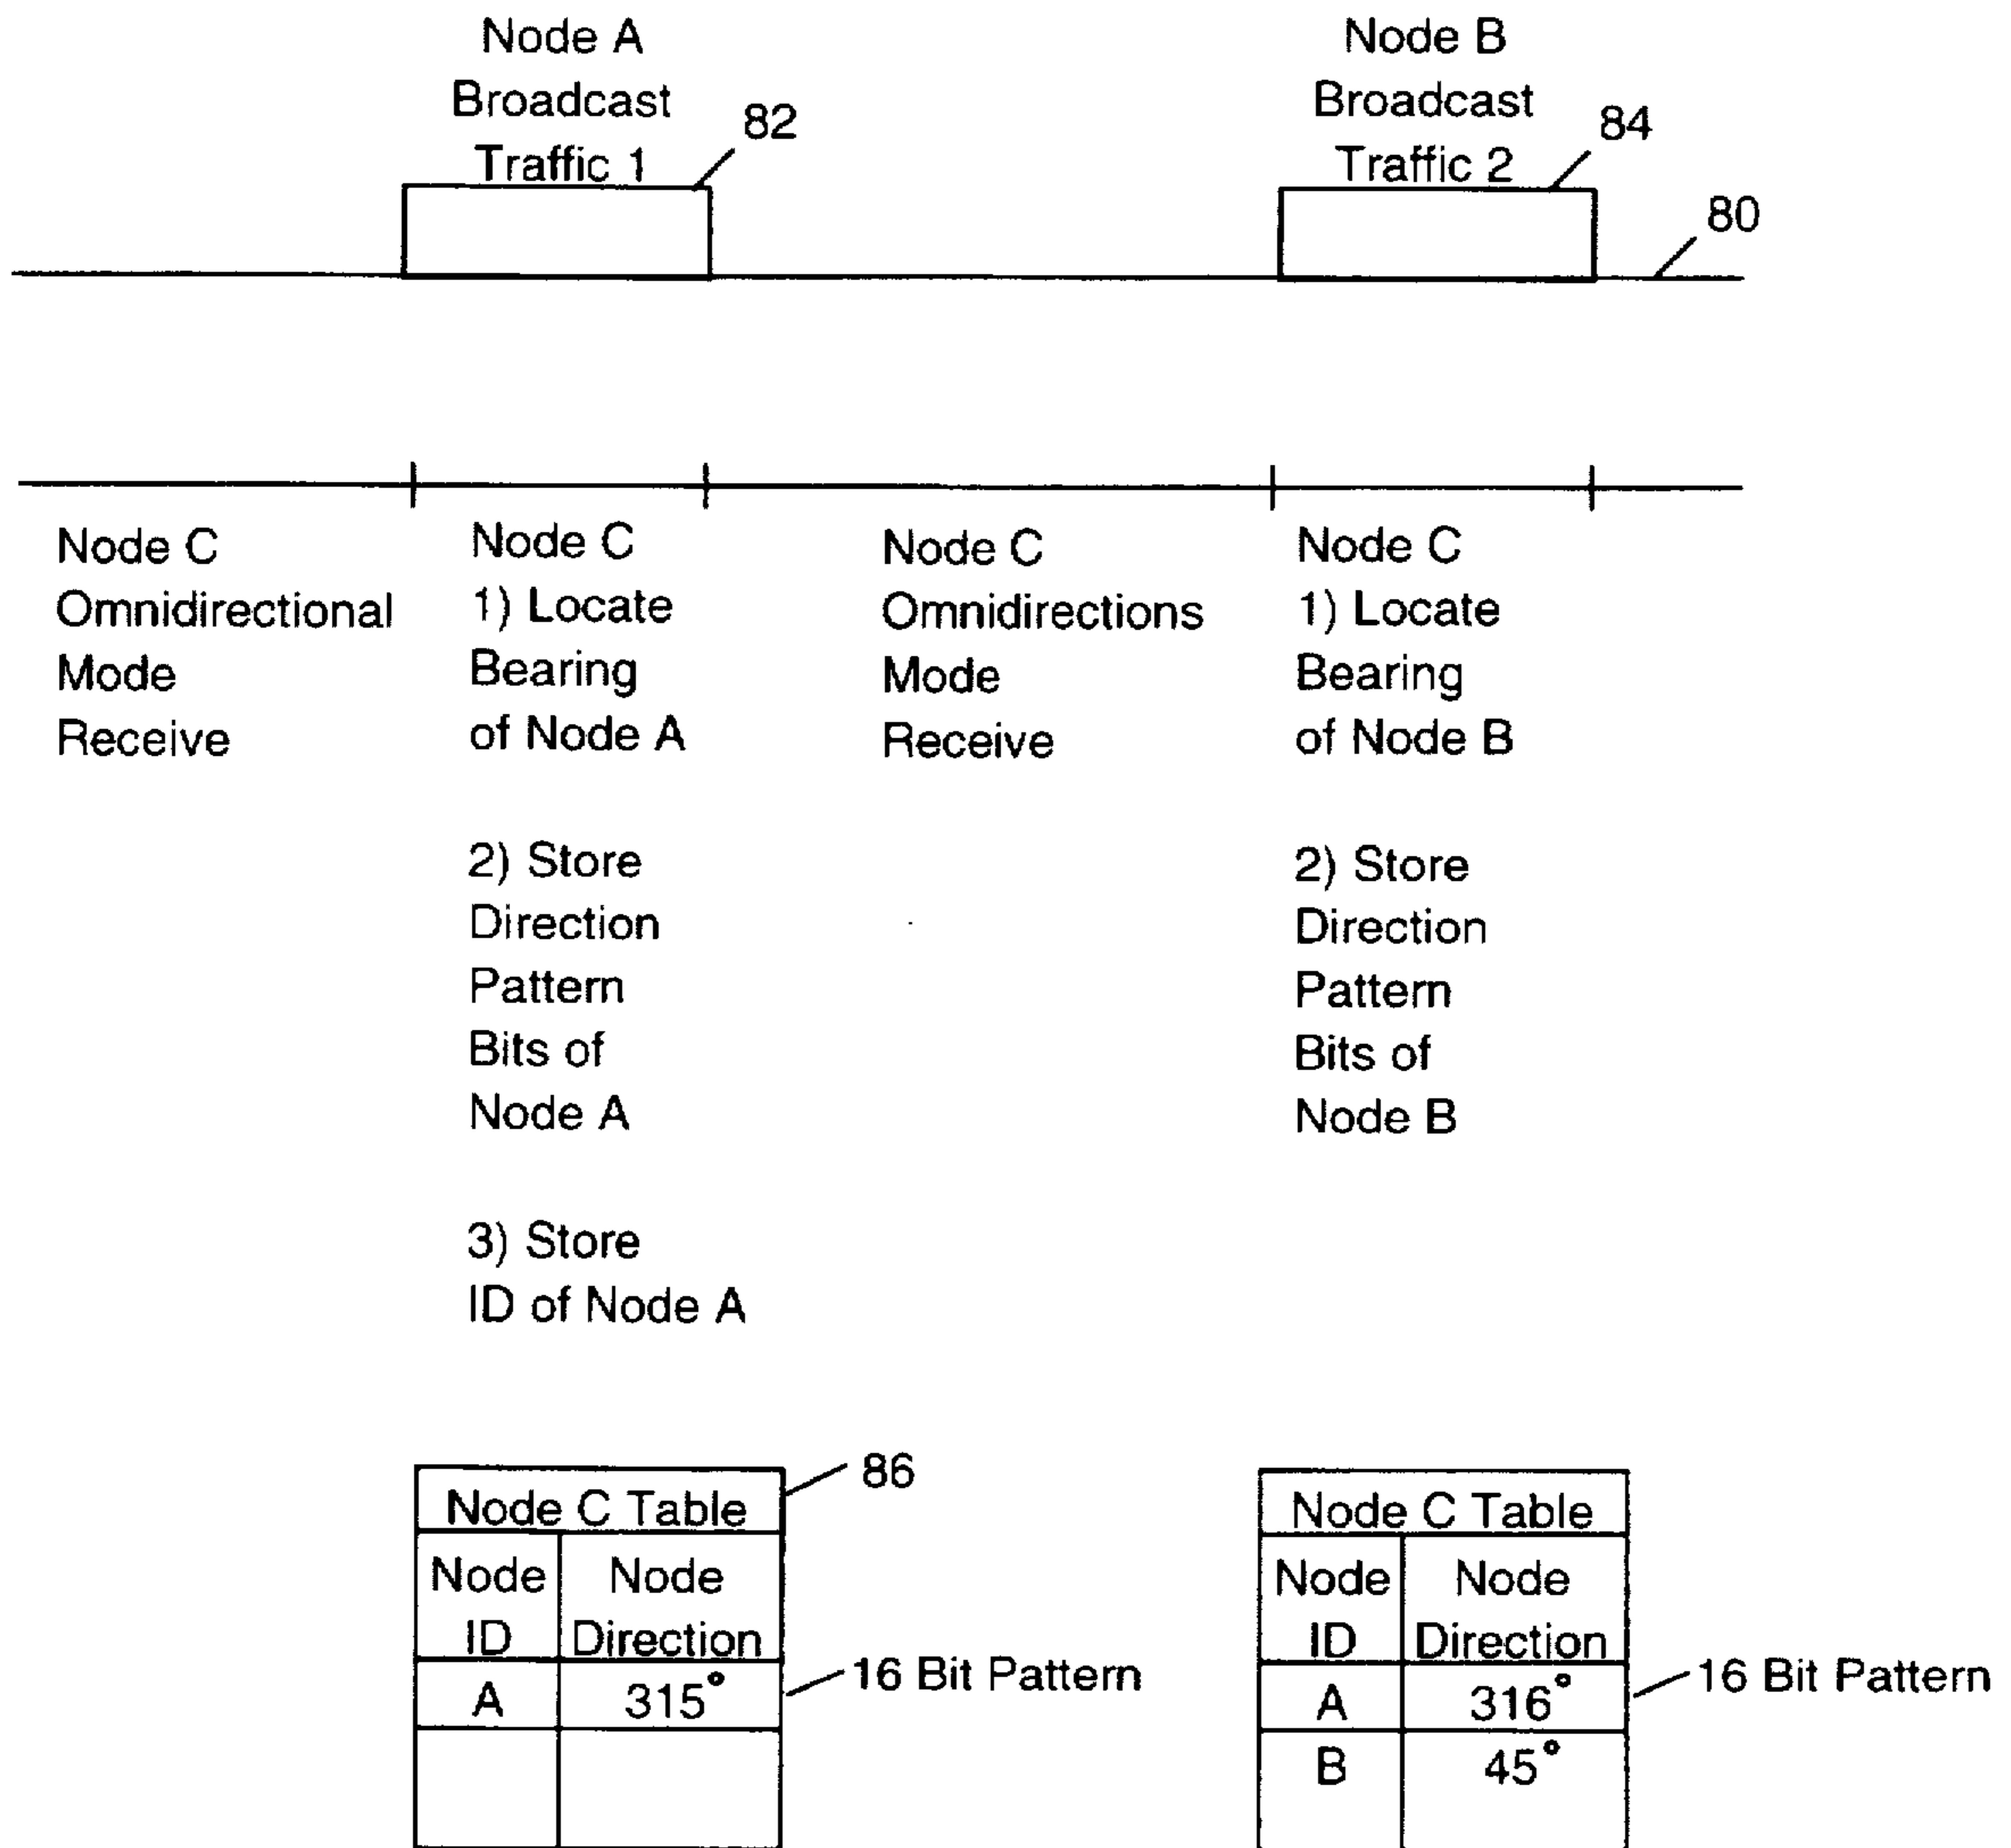 Node A
Broadcast
Traffic 1
82
Node B
Broadcast
Traffic 2
84
80
Node C
Omnidirectional
Mode
Receive
Node C
1) Locate
Bearing
of Node A
2) Store
Direction
Pattern
Bits of
Node A
3) Store
ID of Node A
Node C
Omnidirections
Mode
Receive
Node C
1) Locate
Bearing
of Node B
2) Store
Direction
Pattern
Bits of
Node B
86
Node C Table
Node
ID
Node
Direction
A 315°
16 Bit Pattern
Node C Table
Node
ID
Node
Direction
A 316°
B 45°
16 Bit Pattern